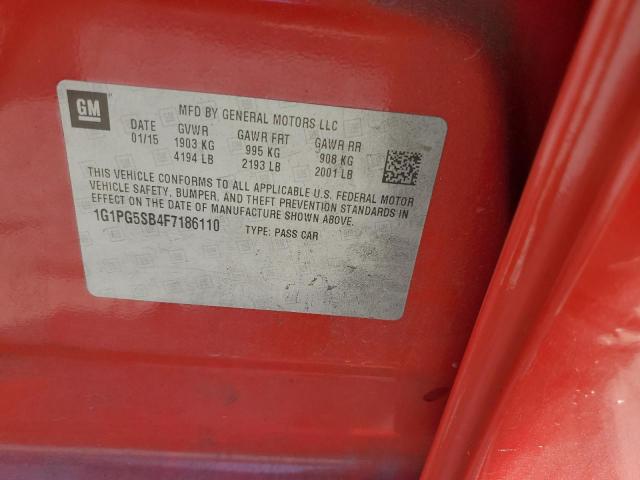 GM
MFD BY GENERAL MOTORS LLC
DATE GVWR GAWR FRT GAWR RR
01/15 1903 KG 995 KG 908 KG
4194 LB 2193 LB 2001 LB
THIS VEHICLE CONFORMS TO ALL APPLICABLE U.S. FEDERAL MOTOR
VEHICLE SAFETY, BUMPER, AND THEFT PREVENTION STANDARDS IN
EFFECT ON THE DATE OF MANUFACTURE SHOWN ABOVE.
1G1PG5SB4F7186110 TYPE: PASS CAR